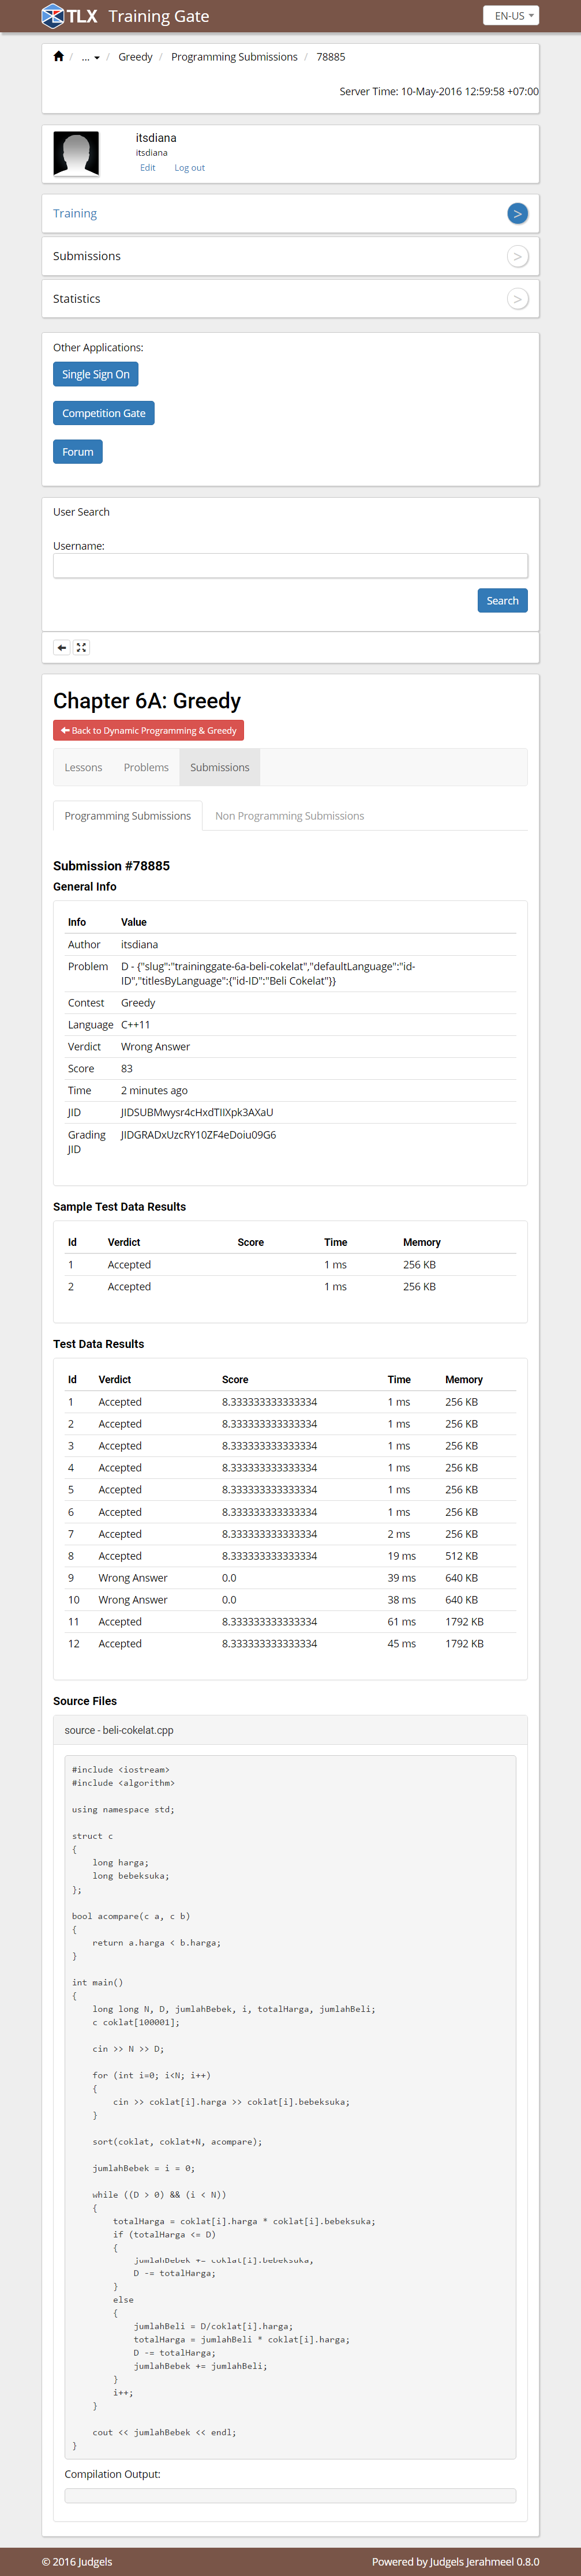 TLX Training Gate
EN-US
... / Greedy / Programming Submissions / 78885
Server Time: 10-May-2016 12:59:58 +07:00
itsdiana
itsdiana
Edit Log out
Training >
Submissions >
Statistics >
Other Applications:
Single Sign On
Competition Gate
Forum
User Search
Username:
Search
Chapter 6A: Greedy
Back to Dynamic Programming & Greedy
Lessons Problems Submissions
Programming Submissions Non Programming Submissions
Submission #78885
General Info
Info Value
Author itsdiana
Problem D - {"slug":"traininggate-6a-beli-cokelat","defaultLanguage":"id-
ID","titlesByLanguage":{"id-ID":"Beli Cokelat"}}
Contest Greedy
Language C++11
Verdict Wrong Answer
Score 83
Time 2 minutes ago
JID JIDSUBMwysr4cHxdTIIXpk3AXaU
Grading JIDGRADxUzcRY10ZF4eDoiu09G6
JID
Sample Test Data Results
Id Verdict Score Time Memory
1 Accepted 1 ms 256 KB
2 Accepted 1 ms 256 KB
Test Data Results
Id Verdict Score Time Memory
1 Accepted 8.333333333333334 1 ms 256 KB
2 Accepted 8.333333333333334 1 ms 256 KB
3 Accepted 8.333333333333334 1 ms 256 KB
4 Accepted 8.333333333333334 1 ms 256 KB
5 Accepted 8.333333333333334 1 ms 256 KB
6 Accepted 8.333333333333334 1 ms 256 KB
7 Accepted 8.333333333333334 2 ms 256 KB
8 Accepted 8.333333333333334 19 ms 512 KB
9 Wrong Answer 0.0 39 ms 640 KB
10 Wrong Answer 0.0 38 ms 640 KB
11 Accepted 8.333333333333334 61 ms 1792 KB
12 Accepted 8.333333333333334 45 ms 1792 KB
Source Files
source - beli-cokelat.cpp
#include <iostream>
#include <algorithm>
using namespace std;
struct c
{
long harga;
long bebeksuka;
};
bool acompare(c a, c b)
{
return a.harga < b.harga;
}
int main()
{
long long N, D, jumlahBebek, i, totalHarga, jumlahBeli;
c coklat[100001];
cin >> N >> D;
for (int i=0; i<N; i++)
{
cin >> coklat[i].harga >> coklat[i].bebeksuka;
}
sort(coklat, coklat+N, acompare);
jumlahBebek = i = 0;
while ((D > 0) && (i < N))
{
totalHarga = coklat[i].harga * coklat[i].bebeksuka;
if (totalHarga <= D)
{
jumlahBebek += coklat[i].bebeksuka;
D -= totalHarga;
}
else
{
jumlahBeli = D/coklat[i].harga;
totalHarga = jumlahBeli * coklat[i].harga;
D -= totalHarga;
jumlahBebek += jumlahBeli;
}
i++;
}
cout << jumlahBebek << endl;
}
Compilation Output:
© 2016 Judgels Powered by Judgels Jerahmeel 0.8.0